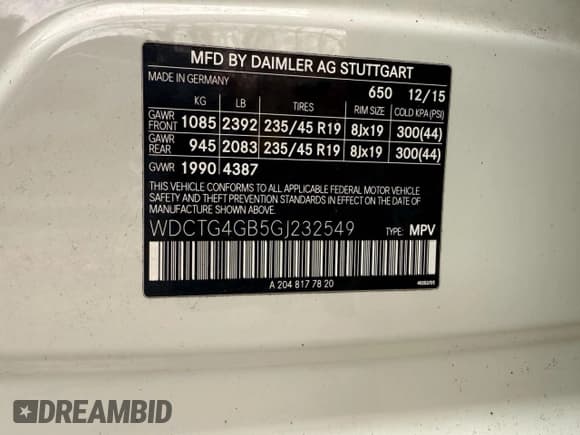 MFD BY DAIMLER AG STUTTGART
MADE IN GERMANY 650 12/15
KG LB TIRES RIM SIZE COLD KPA(PSI)
GAWR FRONT 1085 2392 235/45 R19 8Jx19 300(44)
GAWR REAR 945 2083 235/45 R19 8Jx19 300(44)
GVWR 1990 4387
THIS VEHICLE CONFORMS TO ALL APPLICABLE FEDERAL MOTOR VEHICLE
SAFETY AND THEFT PREVENTION STANDARDS IN EFFECT ON THE DATE
OF MANUFACTURE SHOWN ABOVE.
WDCTG4GB5GJ232549 TYPE: MPV
A 204 817 78 20
DREAMBID